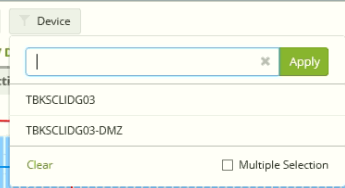 Device
Apply
TBKSCLIDG03
TBKSCLIDG03-DMZ
Clear
Multiple Selection